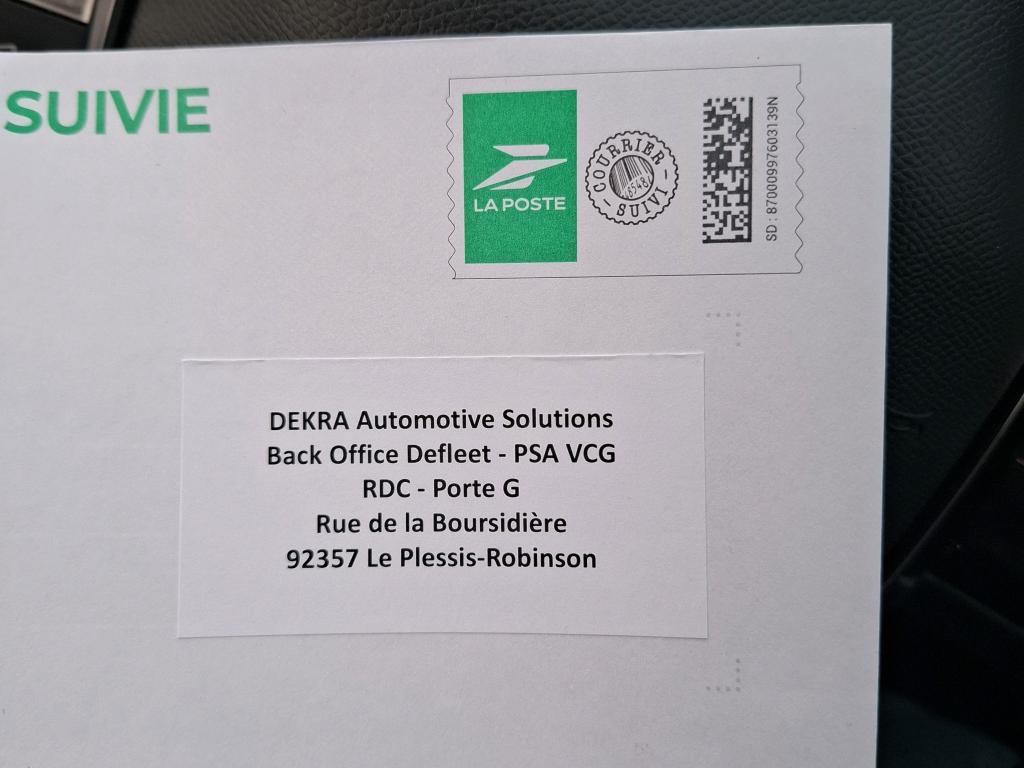 SUIVIE
LA POSTE
COURRIER
SUIVI
SD : 87000997603139N
DEKRA Automotive Solutions
Back Office Defleet - PSA VCG
RDC - Porte G
Rue de la Boursidière
92357 Le Plessis-Robinson